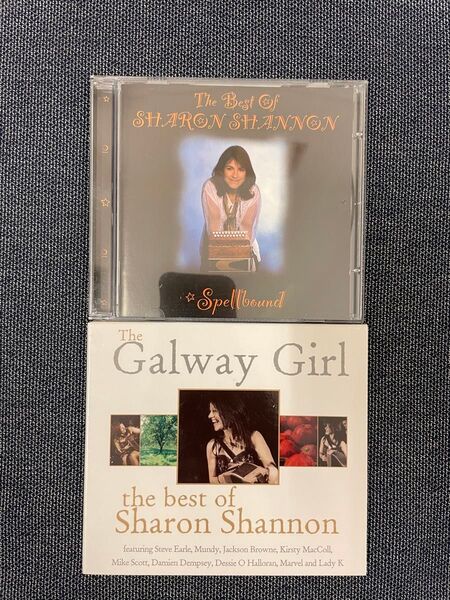 The Best Of
SHARON SHANNON
Spellbound
The
Galway Girl
the best of
Sharon Shannon
featuring Steve Earle, Mundy, Jackson Browne, Kirsty MacColl,
Mike Scott, Damien Dempsey, Dessie O Halloran, Marvel and Lady K